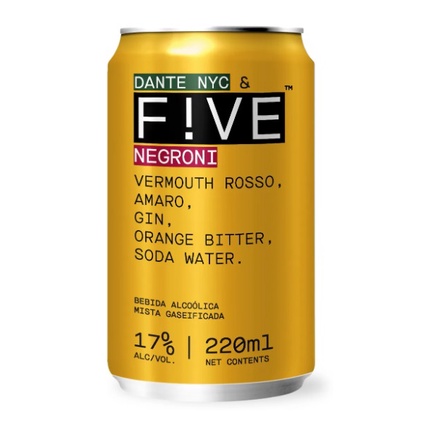 DANTE NYC &
F!VE™
NEGRONI
VERMOUTH ROSSO,
AMARO,
GIN,
ORANGE BITTER,
SODA WATER.
BEBIDA ALCOÓLICA
MISTA GASEIFICADA
17% | 220ml
ALC/VOL. NET CONTENTS